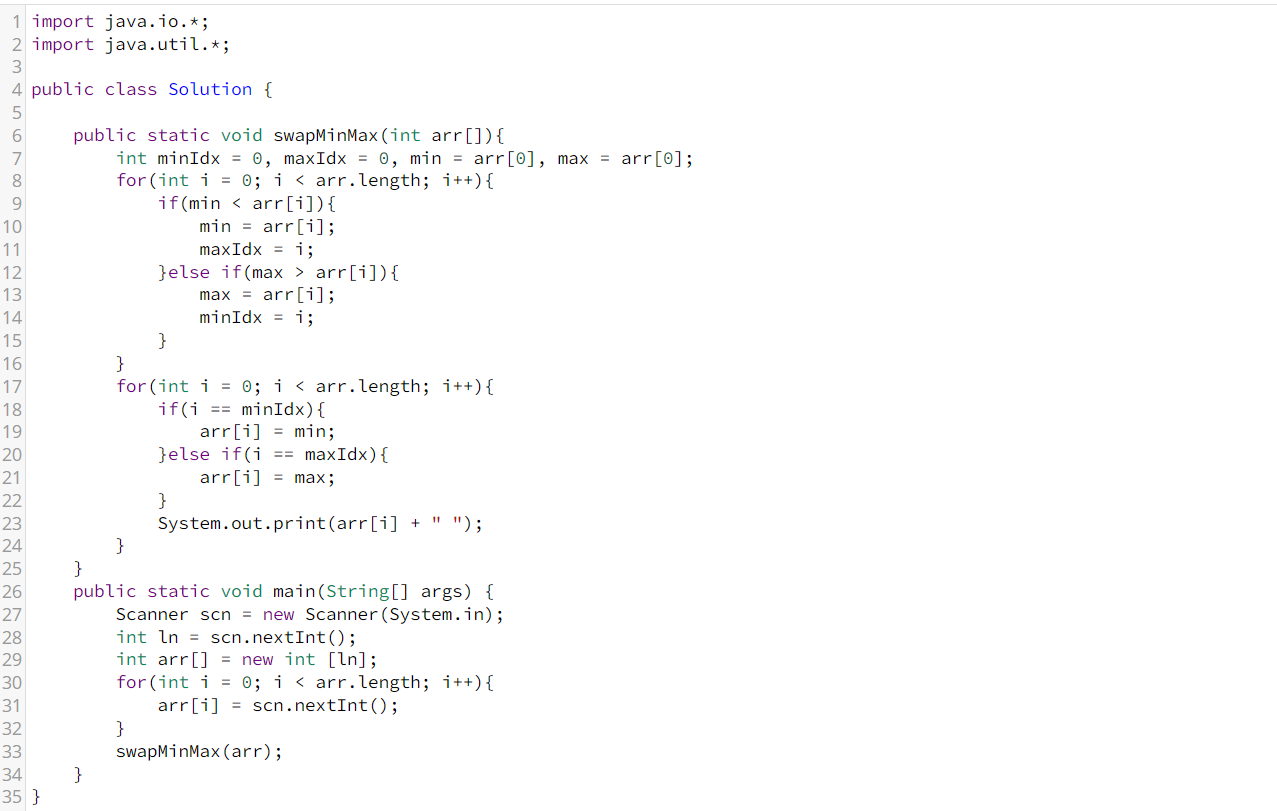 1 import java.io.*;
2 import java.util.*;
3
4 public class Solution {
5
6     public static void swapMinMax(int arr[]){
7         int minIdx = 0, maxIdx = 0, min = arr[0], max = arr[0];
8         for(int i = 0; i < arr.length; i++){
9             if(min < arr[i]){
10                 min = arr[i];
11                 maxIdx = i;
12             }else if(max > arr[i]){
13                 max = arr[i];
14                 minIdx = i;
15             }
16         }
17         for(int i = 0; i < arr.length; i++){
18             if(i == minIdx){
19                 arr[i] = min;
20             }else if(i == maxIdx){
21                 arr[i] = max;
22             }
23             System.out.print(arr[i] + " ");
24         }
25     }
26     public static void main(String[] args) {
27         Scanner scn = new Scanner(System.in);
28         int ln = scn.nextInt();
29         int arr[] = new int [ln];
30         for(int i = 0; i < arr.length; i++){
31             arr[i] = scn.nextInt();
32         }
33         swapMinMax(arr);
34     }
35 }